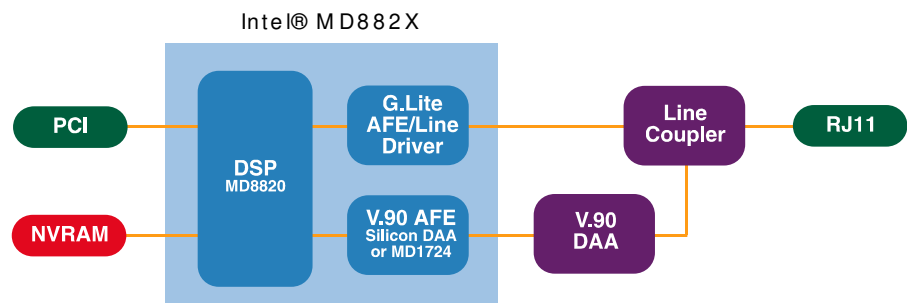 Intel® MD882X
PCI
NVRAM
DSP
MD8820
G.Lite
AFE/Line
Driver
V.90 AFE
Silicon DAA
or MD1724
V.90
DAA
Line
Coupler
RJ11